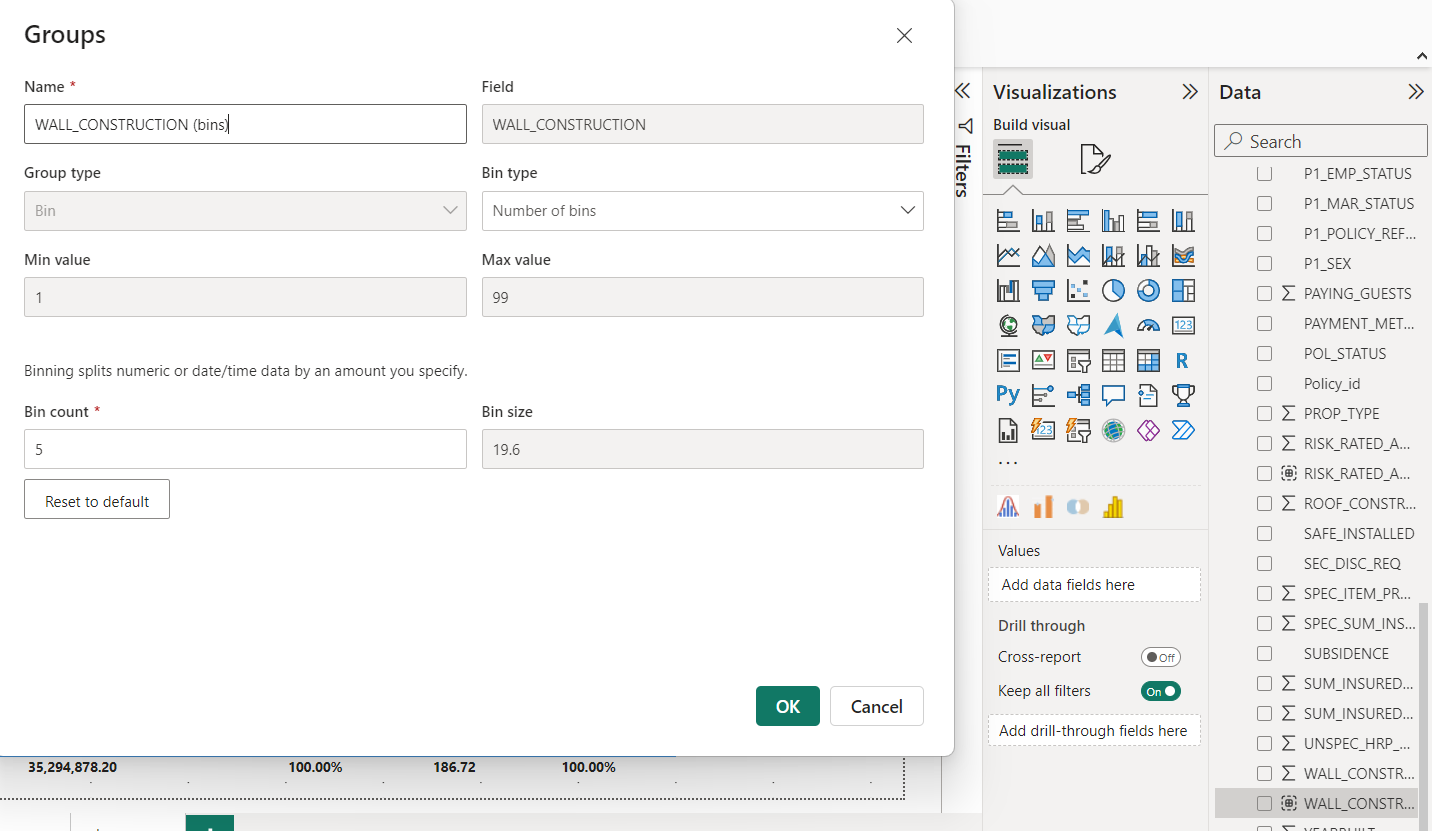 Groups
Name *
Field
WALL_CONSTRUCTION (bins)
WALL_CONSTRUCTION
Group type
Bin type
Bin
Number of bins
Min value
Max value
1
99
Binning splits numeric or date/time data by an amount you specify.
Bin count *
Bin size
5
19.6
Reset to default
OK
Cancel
35,294,878.20
100.00%
186.72
100.00%
Filters
Visualizations
Build visual
123
R
Py
123
...
Values
Add data fields here
Drill through
Cross-report
Off
Keep all filters
On
Add drill-through fields here
Data
Search
P1_EMP_STATUS
P1_MAR_STATUS
P1_POLICY_REF...
P1_SEX
PAYING_GUESTS
PAYMENT_MET...
POL_STATUS
Policy_id
PROP_TYPE
RISK_RATED_A...
RISK_RATED_A...
ROOF_CONSTR...
SAFE_INSTALLED
SEC_DISC_REQ
SPEC_ITEM_PR...
SPEC_SUM_INS...
SUBSIDENCE
SUM_INSURED...
SUM_INSURED...
UNSPEC_HRP_...
WALL_CONSTR...
WALL_CONSTR...